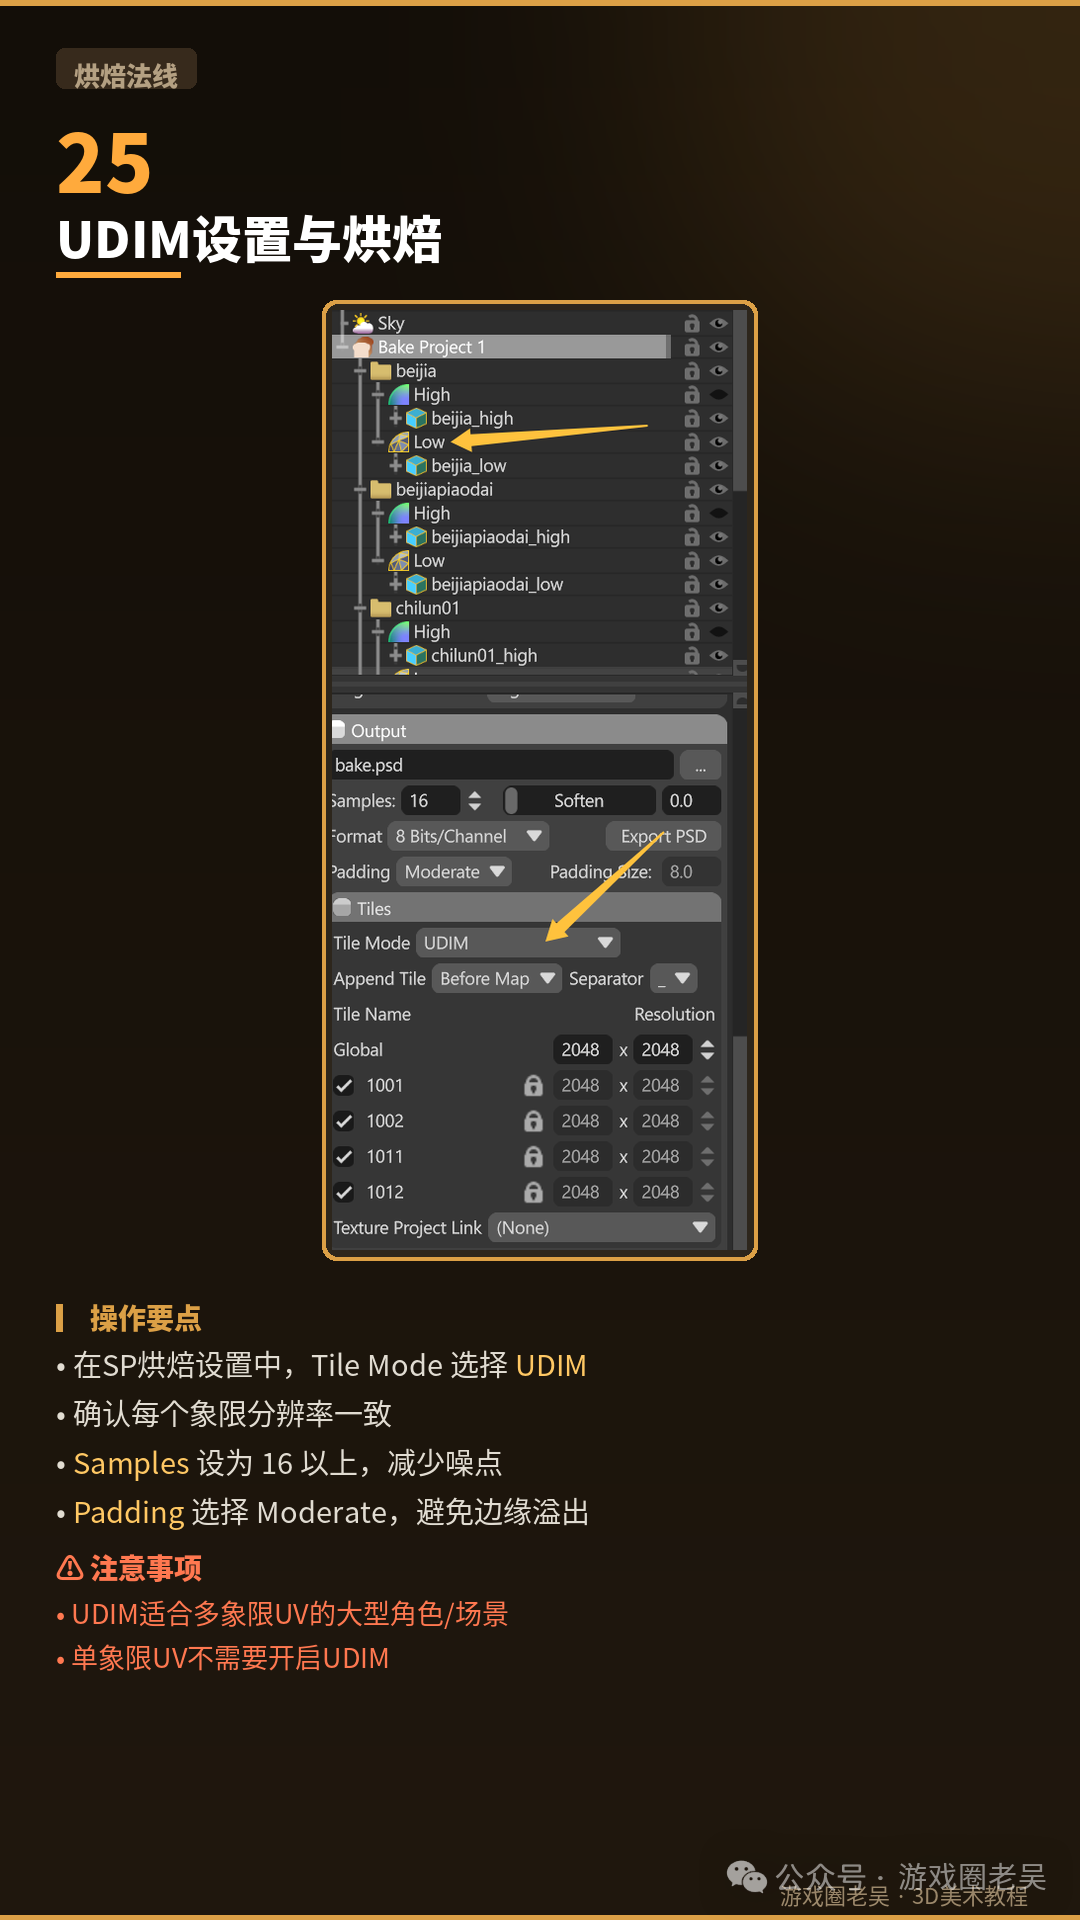 烘焙法线
25
UDIM设置与烘焙
Sky
Bake Project 1
beijia
High
beijia_high
Low
beijia_low
beijiapiaodai
High
beijiapiaodai_high
Low
beijiapiaodai_low
chilun01
High
chilun01_high
Output
bake.psd ...
Samples: 16 Soften 0.0
Format 8 Bits/Channel Export PSD
Padding Moderate Padding Size: 8.0
Tiles
Tile Mode UDIM
Append Tile Before Map Separator _
Tile Name Resolution
Global 2048 x 2048
1001 2048 x 2048
1002 2048 x 2048
1011 2048 x 2048
1012 2048 x 2048
Texture Project Link (None)
操作要点
• 在SP烘焙设置中，Tile Mode 选择 UDIM
• 确认每个象限分辨率一致
• Samples 设为 16 以上，减少噪点
• Padding 选择 Moderate，避免边缘溢出
⚠ 注意事项
• UDIM适合多象限UV的大型角色/场景
• 单象限UV不需要开启UDIM
公众号 · 游戏圈老吴
游戏圈老吴 · 3D美术教程